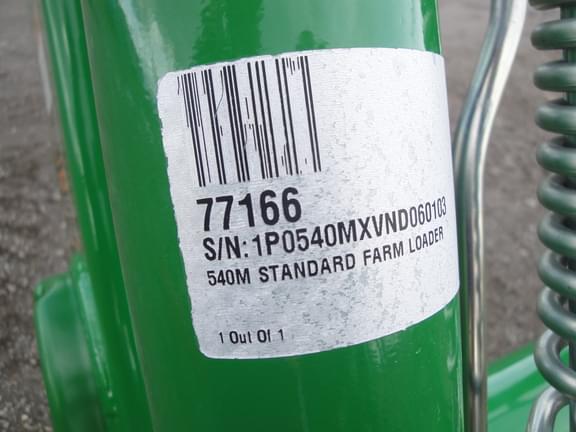 77166
S/N: 1P0540MXVND060103
540M STANDARD FARM LOADER
1 Out Of 1